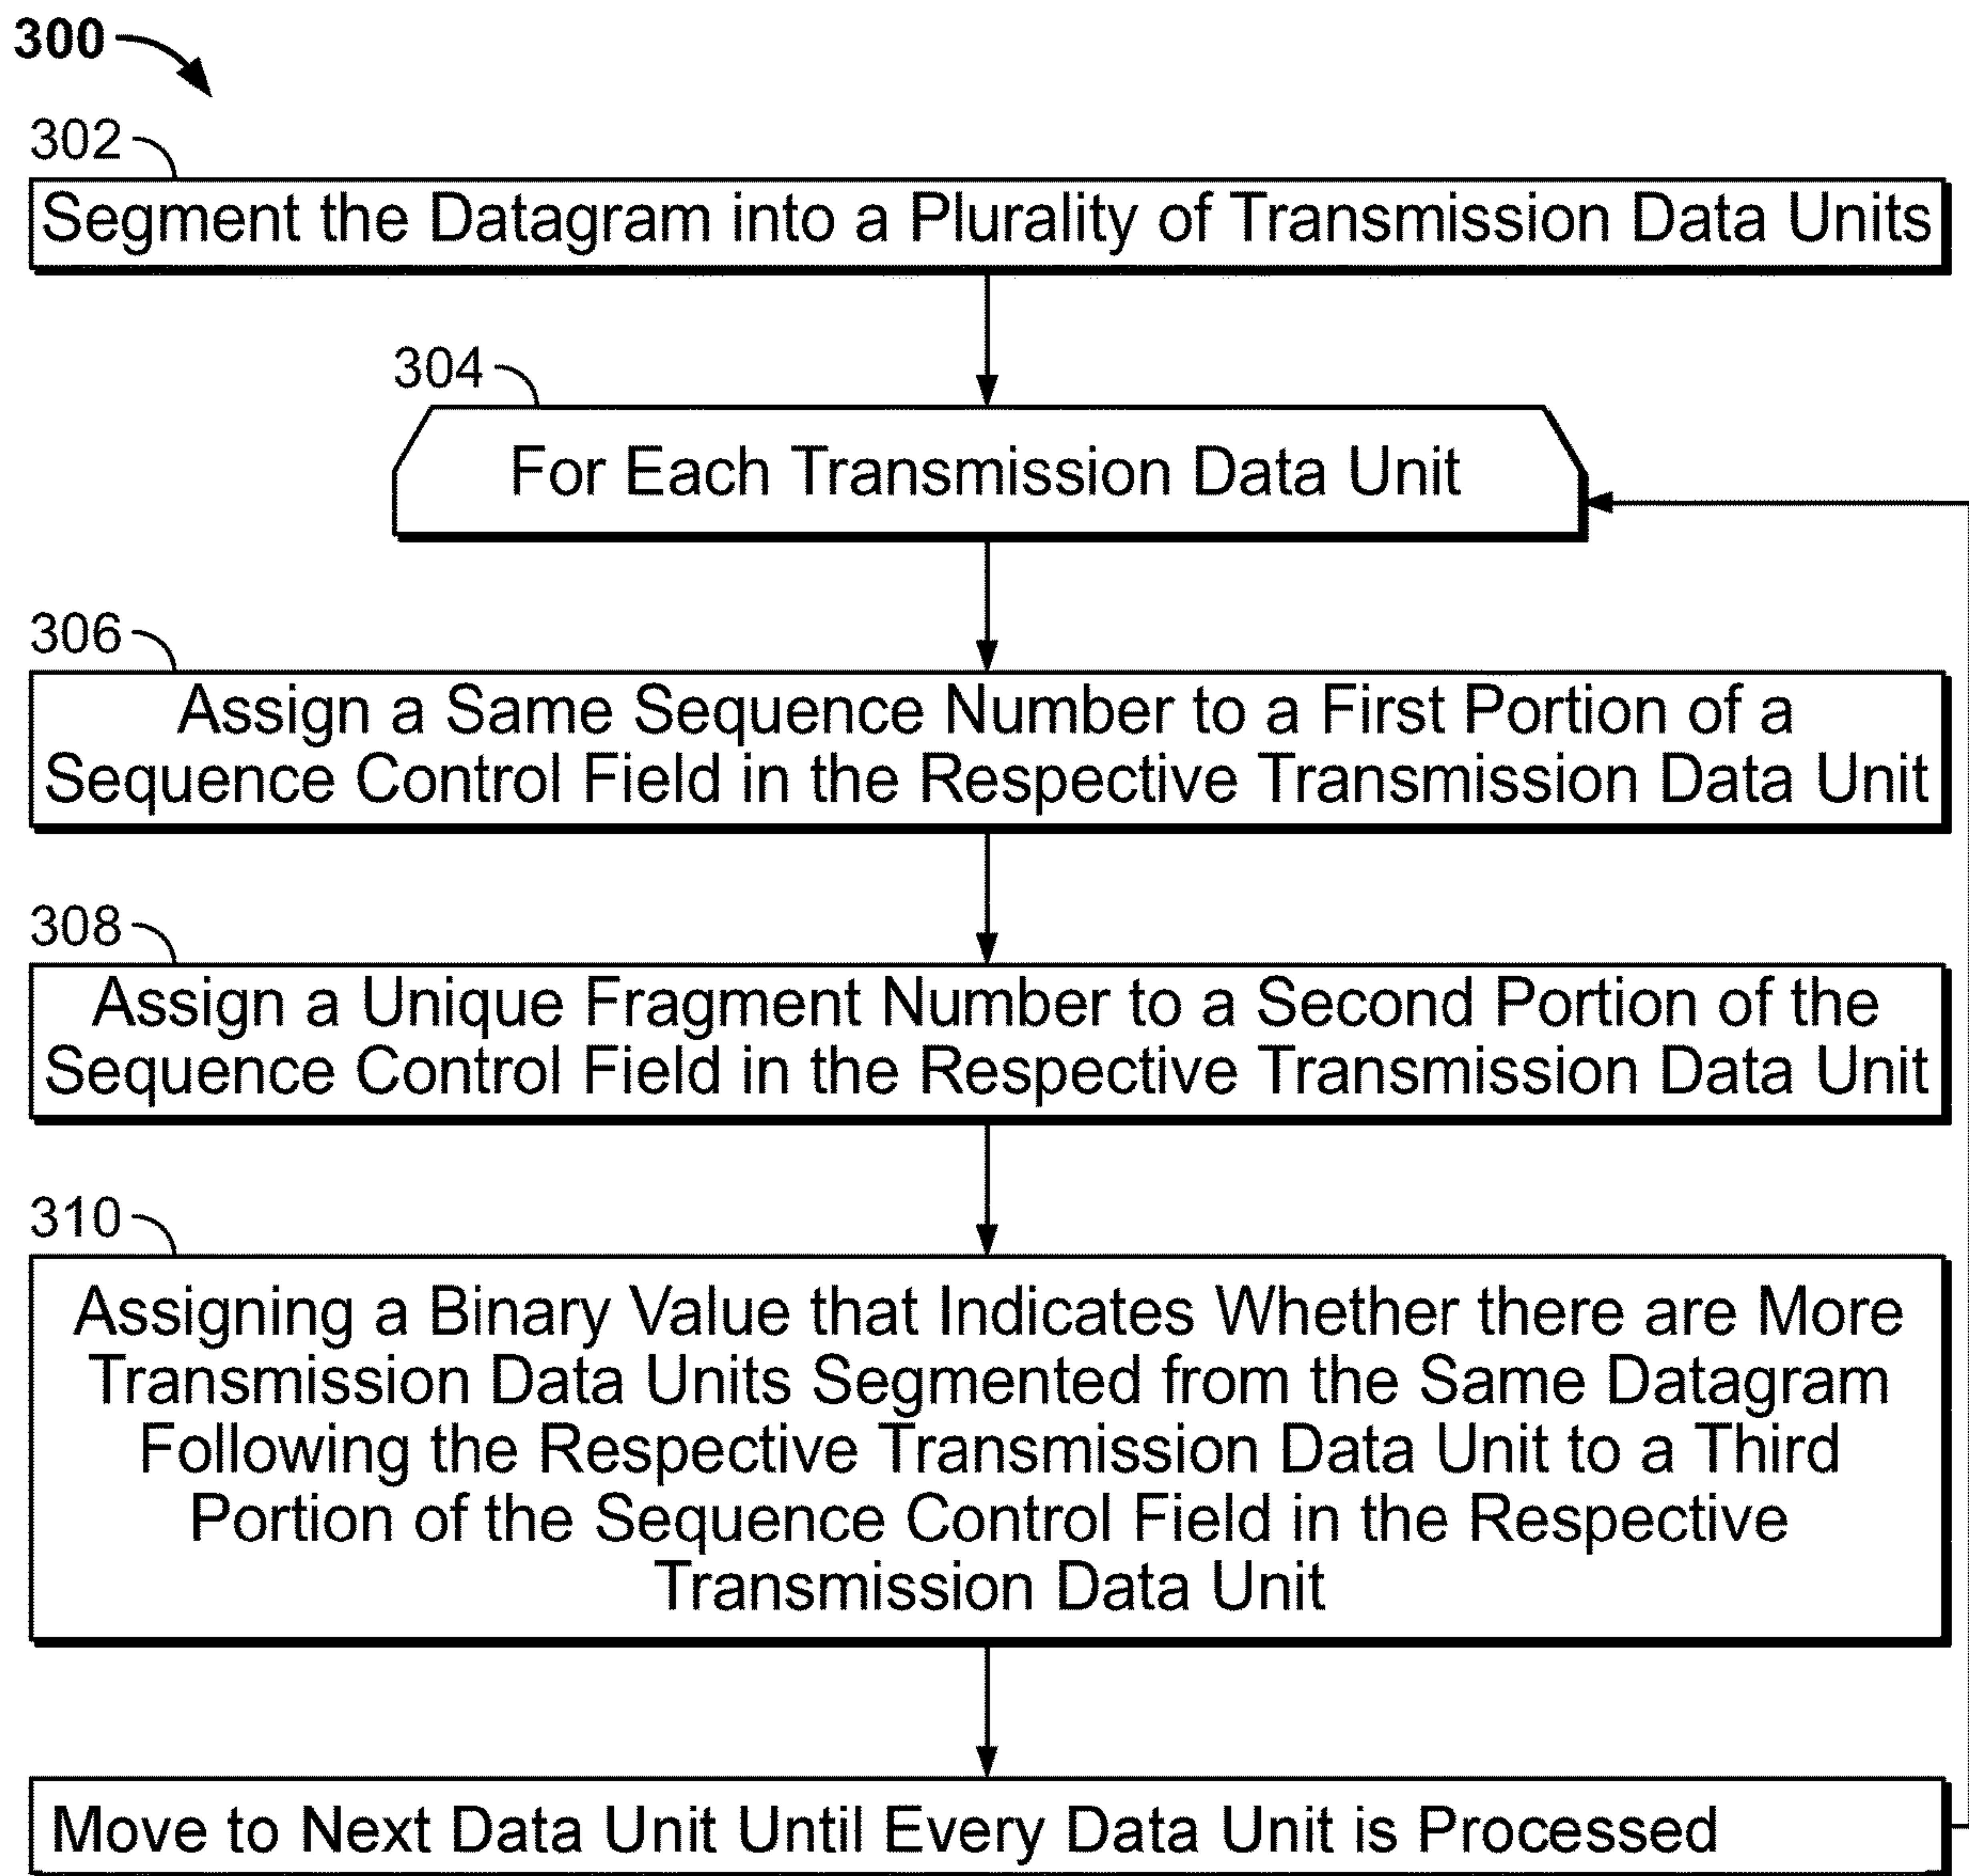 300
302
Segment the Datagram into a Plurality of Transmission Data Units
304
For Each Transmission Data Unit
306
Assign a Same Sequence Number to a First Portion of a
Sequence Control Field in the Respective Transmission Data Unit
308
Assign a Unique Fragment Number to a Second Portion of the
Sequence Control Field in the Respective Transmission Data Unit
310
Assigning a Binary Value that Indicates Whether there are More
Transmission Data Units Segmented from the Same Datagram
Following the Respective Transmission Data Unit to a Third
Portion of the Sequence Control Field in the Respective
Transmission Data Unit
Move to Next Data Unit Until Every Data Unit is Processed